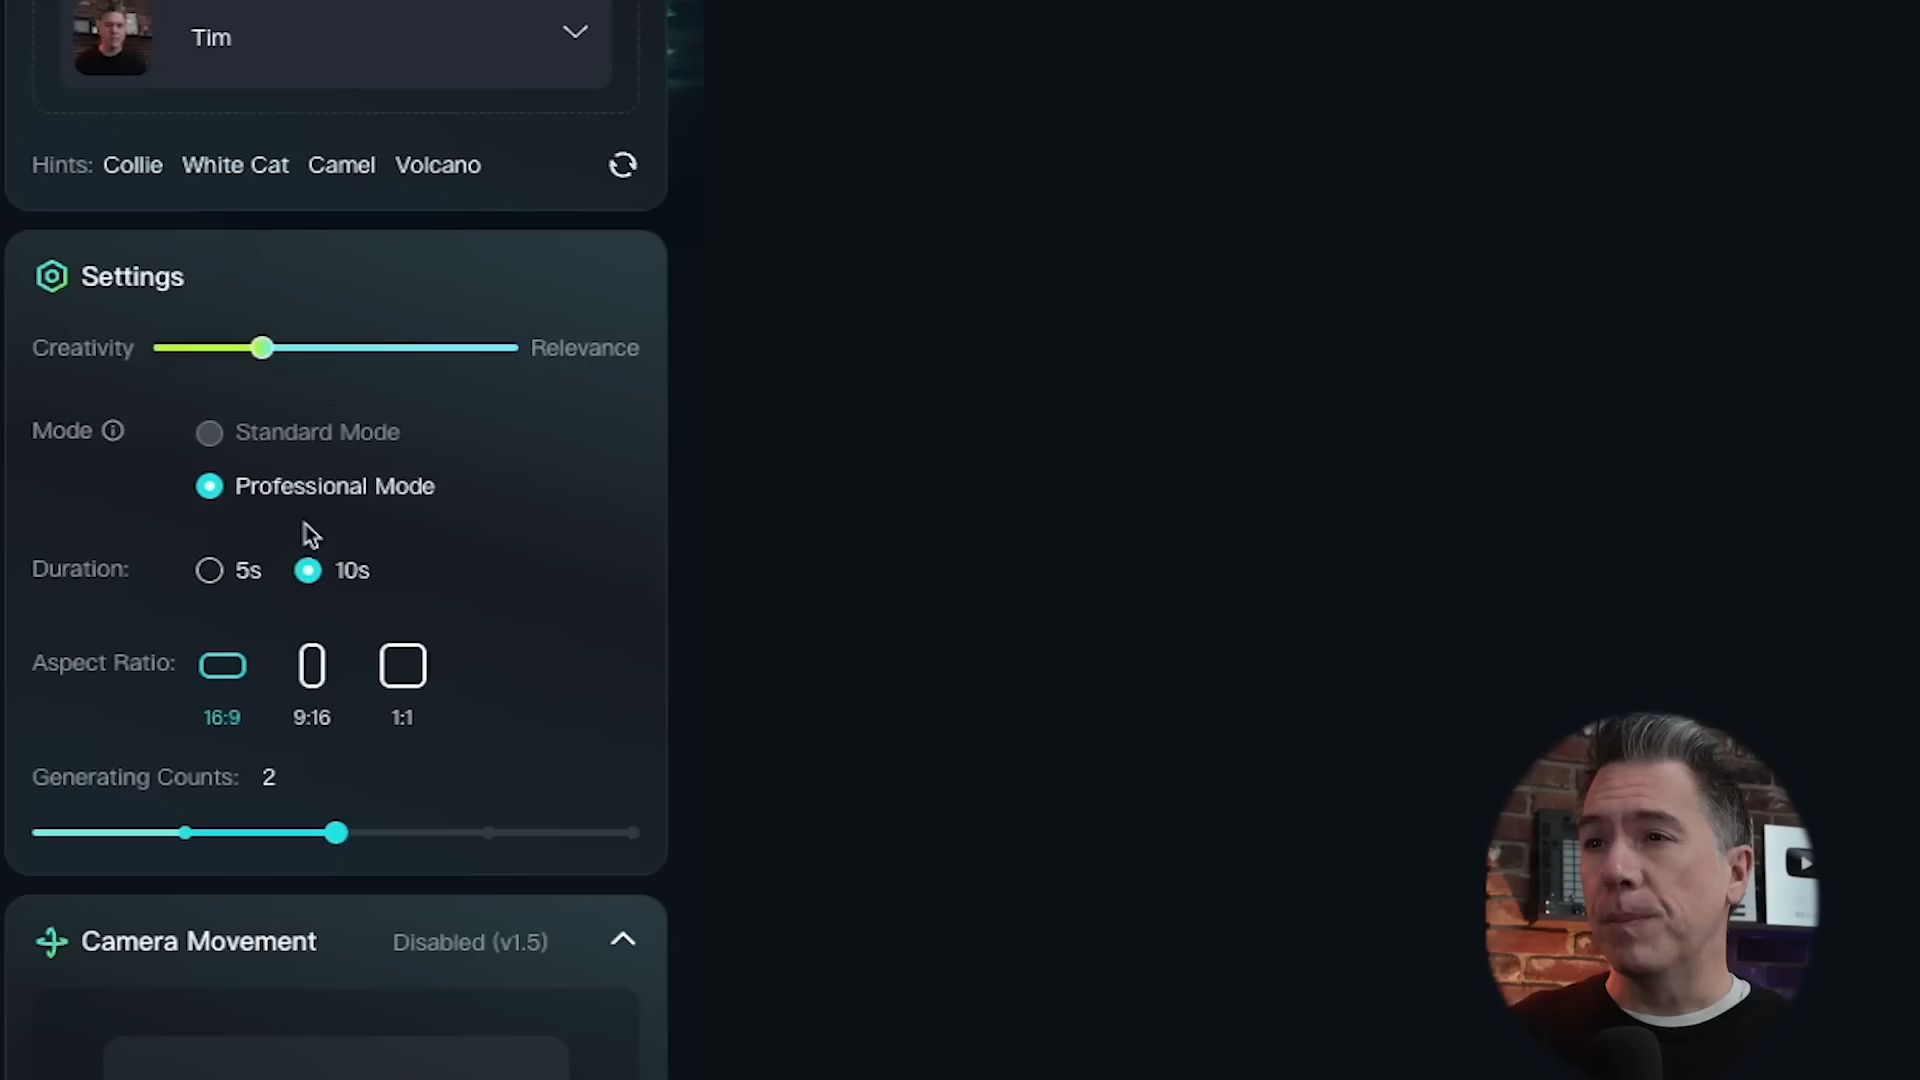 Tim
Hints: Collie White Cat Camel Volcano
Settings
Creativity Relevance
Mode Standard Mode
Professional Mode
Duration: 5s 10s
Aspect Ratio:
16:9 9:16 1:1
Generating Counts: 2
Camera Movement Disabled (v1.5)